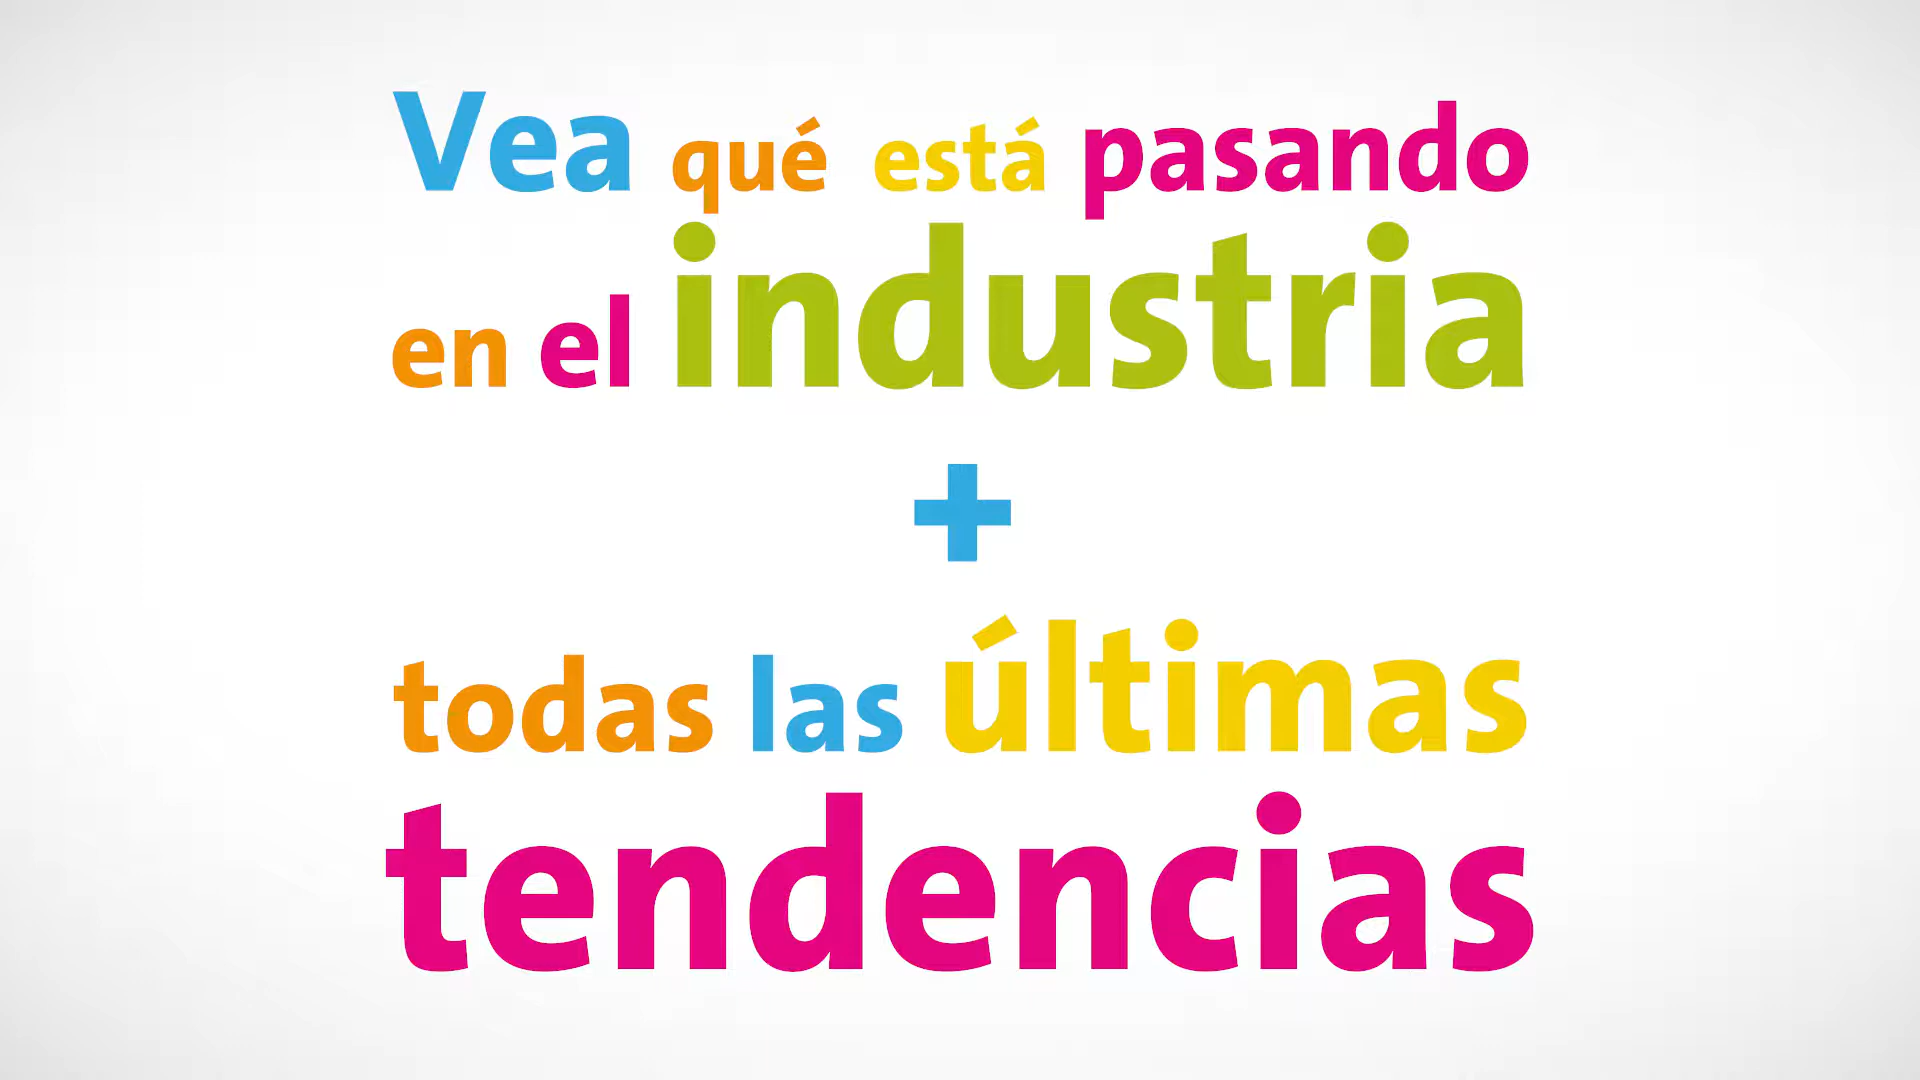 Vea qué está pasando
en el industria
+
todas las últimas
tendencias